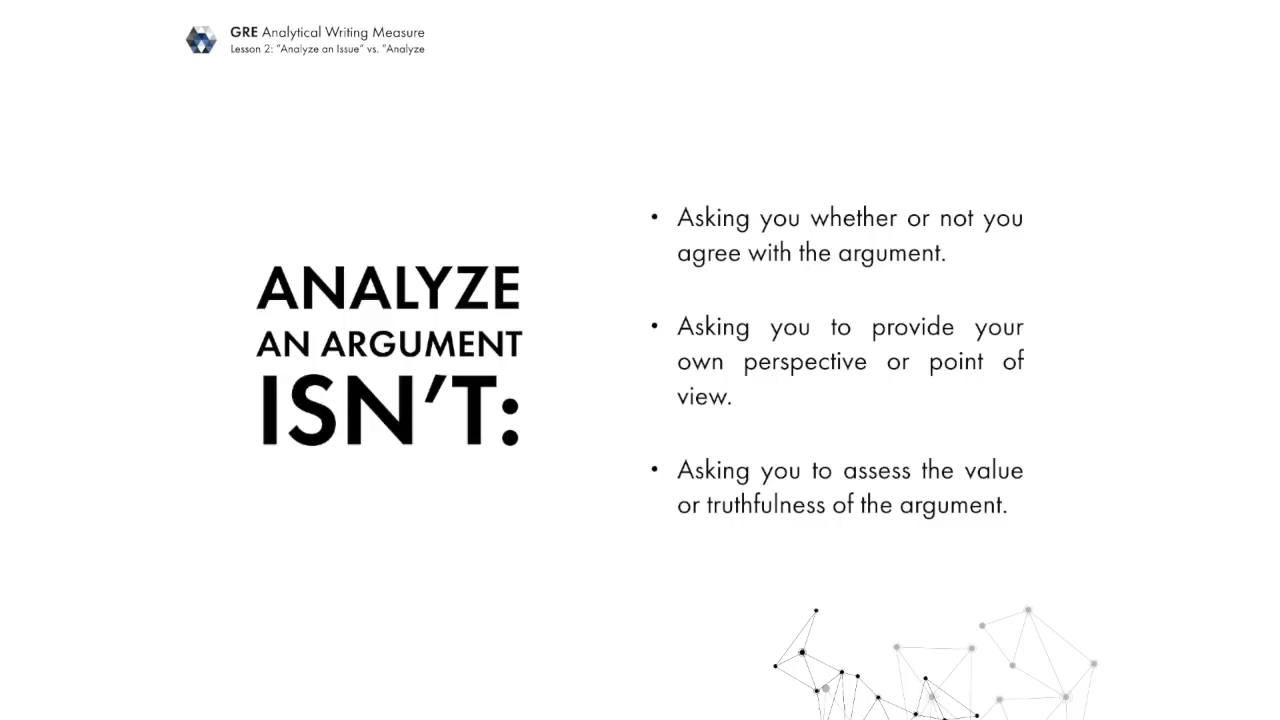 GRE Analytical Writing Measure
Lesson 2: "Analyze an Issue" vs. "Analyze
ANALYZE
AN ARGUMENT
ISN'T:
• Asking you whether or not you
agree with the argument.
• Asking you to provide your
own perspective or point of
view.
• Asking you to assess the value
or truthfulness of the argument.